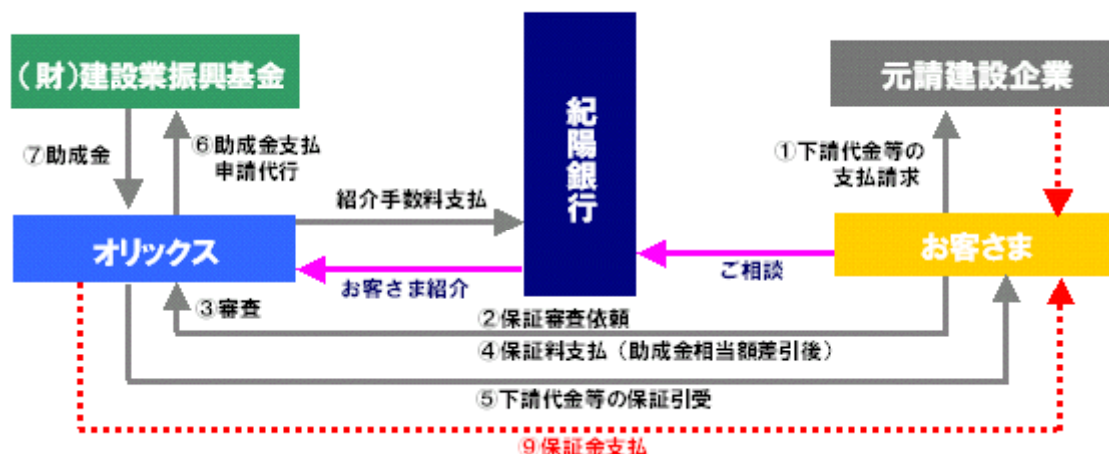 (財)建設業振興基金
紀陽銀行
元請建設企業
⑦助成金
⑥助成金支払
申請代行
①下請代金等の
支払請求
紹介手数料支払
オリックス
お客さま
お客さま紹介
ご相談
③審査
②保証審査依頼
④保証料支払(助成金相当額差引後)
⑤下請代金等の保証引受
⑨保証金支払